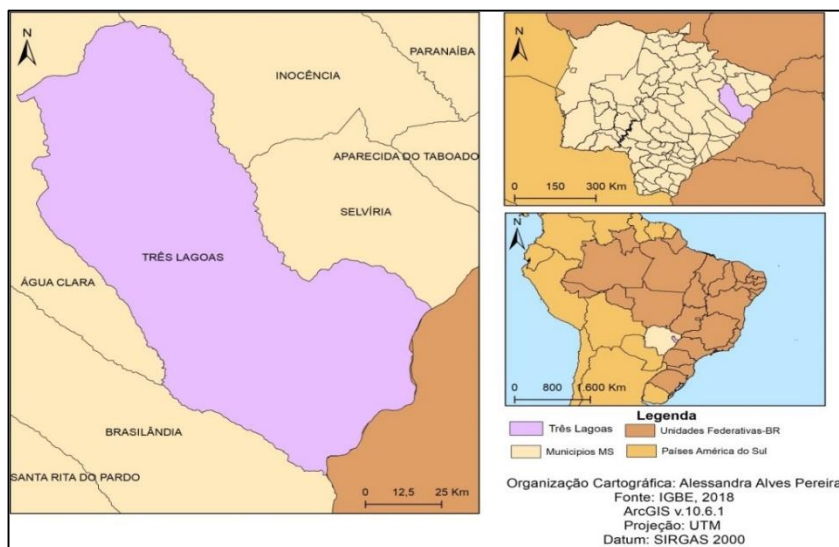 N
PARANAÍBA
INOCÊNCIA
APARECIDA DO TABOADO
SELVÍRIA
TRÊS LAGOAS
ÁGUA CLARA
BRASILÂNDIA
SANTA RITA DO PARDO
0 12,5 25 Km
N
0 150 300 Km
N
0 800 1.600 Km
Legenda
Três Lagoas
Unidades Federativas-BR
Municipios MS
Países América do Sul
Organização Cartográfica: Alessandra Alves Pereira
Fonte: IGBE, 2018
ArcGIS v.10.6.1
Projeção: UTM
Datum: SIRGAS 2000